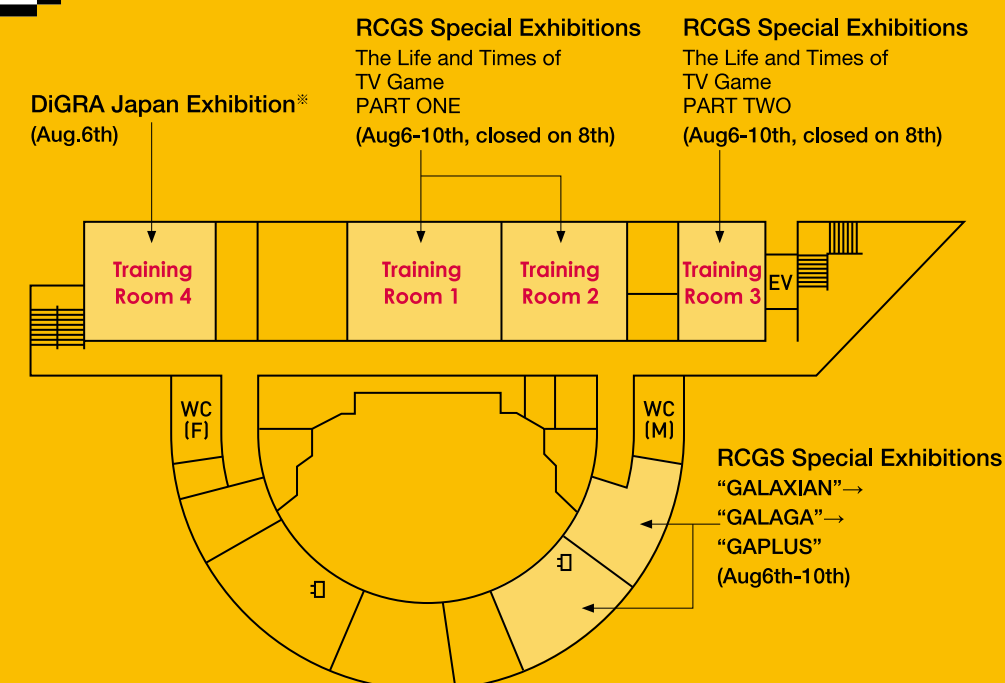 RCGS Special Exhibitions
The Life and Times of
TV Game
PART ONE
(Aug6-10th, closed on 8th)
RCGS Special Exhibitions
The Life and Times of
TV Game
PART TWO
(Aug6-10th, closed on 8th)
DiGRA Japan Exhibition※
(Aug.6th)
Training
Room 4
Training
Room 1
Training
Room 2
Training
Room 3
EV
WC
(F)
WC
(M)
RCGS Special Exhibitions
“GALAXIAN”→
“GALAGA”→
“GAPLUS”
(Aug6th-10th)